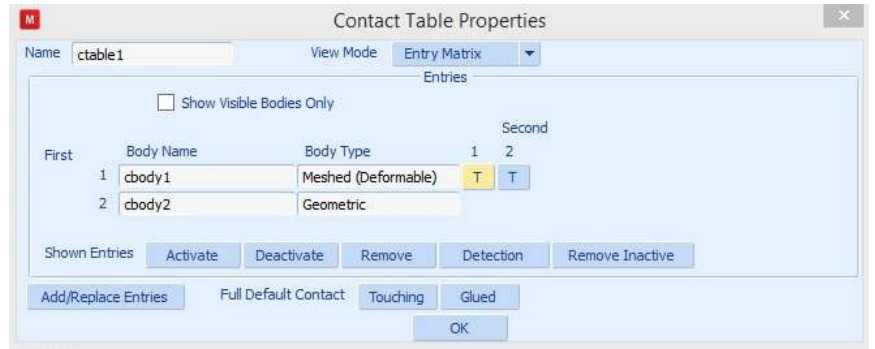 M Contact Table Properties ×
Name ctable1 View Mode Entry Matrix
Entries
Show Visible Bodies Only
Second
First Body Name Body Type 1 2
1 cbody1 Meshed (Deformable) T T
2 cbody2 Geometric
Shown Entries Activate Deactivate Remove Detection Remove Inactive
Add/Replace Entries Full Default Contact Touching Glued
OK